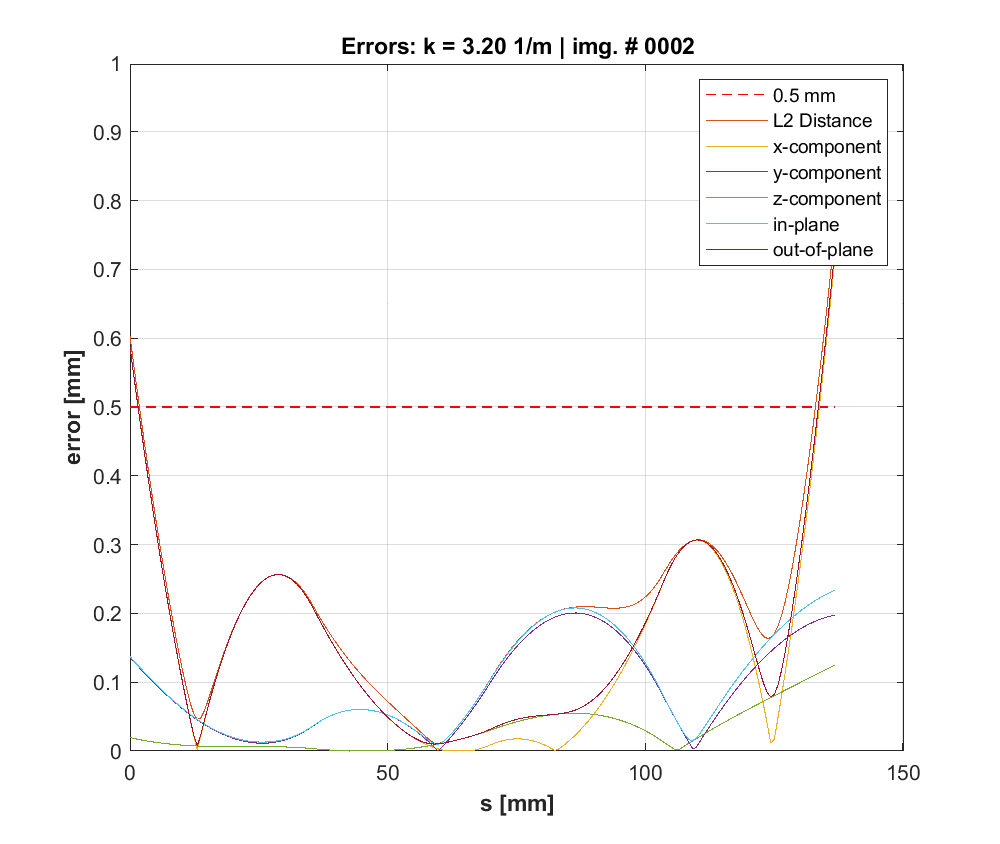 Errors: k = 3.20 1/m | img. # 0002
1
0.9
0.8
0.7
0.6
0.5
0.4
0.3
0.2
0.1
0
error [mm]
0.5 mm
L2 Distance
x-component
y-component
z-component
in-plane
out-of-plane
0
50
100
150
s [mm]